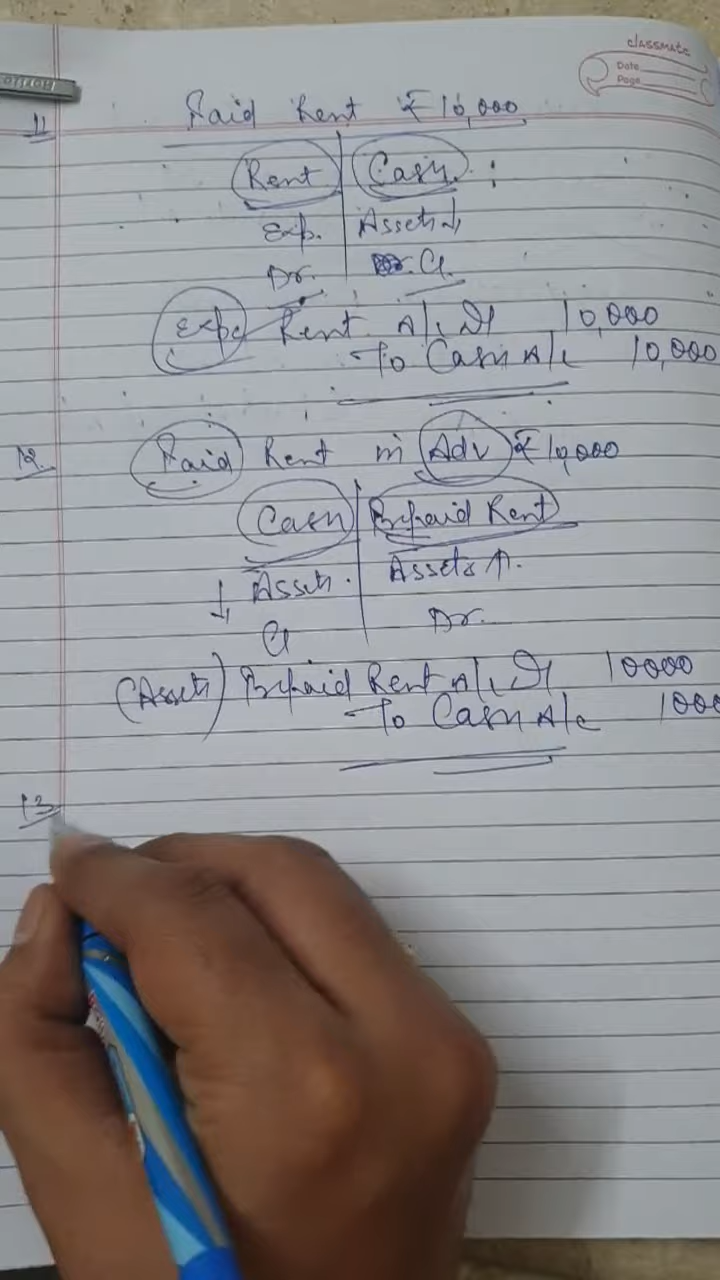 classmate
Date
Page
11 Paid Rent ₹ 10,000
Rent Cash :
Exp. Assets ↓
Dr. Cr.
Expe Rent A/c Dr 10,000
To Cash A/c 10,000
12. Paid Rent in Adv ₹ 10,000
Cash Prepaid Rent
↓ Assets. Assets ↑.
Cr Dr.
(Assets) Prepaid Rent A/c Dr 10000
To Cash A/c 1000
13